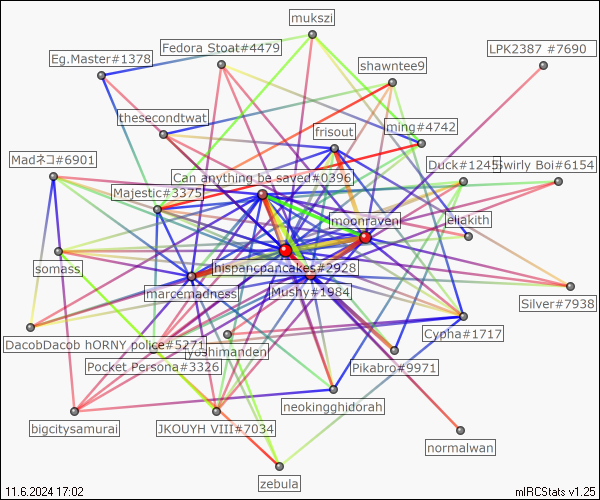 mukszi
Fedora Stoat#4479
LPK2387 #7690
Eg.Master#1378
shawntee9
thesecondtwat
ming#4742
frisout
Madネコ#6901
Duck#1245
wirly Boi#6154
Can anything be saved#0396
Majestic#3375
moonraven
eliakith
somass
hispancpancakes#2928
marcemadness
Mushy#1984
Silver#7938
Cypha#1717
DacobDacob hORNY police#5271
yoshimanden
Pocket Persona#3326
Pikabro#9971
neokingghidorah
bigcitysamurai
JKOUYH VIII#7034
normalwan
zebula
11.6.2024 17:02
mIRCStats v1.25